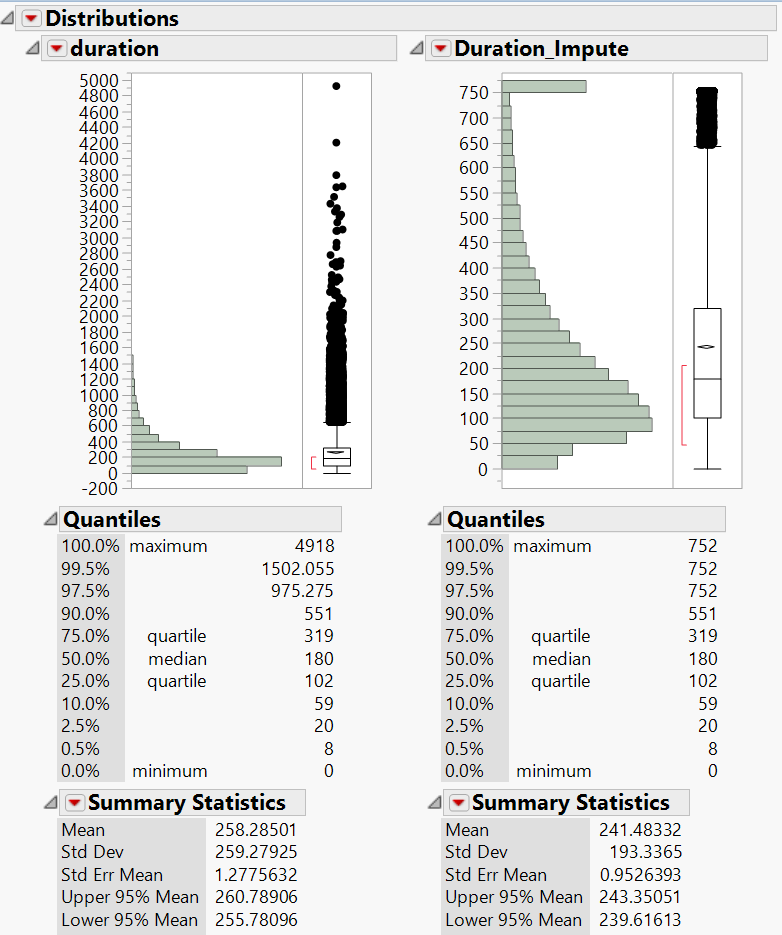 Distributions
duration
5000
4800
4600
4400
4200
4000
3800
3600
3400
3200
3000
2800
2600
2400
2200
2000
1800
1600
1400
1200
1000
800
600
400
200
0
-200
Quantiles
100.0% maximum 4918
99.5% 1502.055
97.5% 975.275
90.0% 551
75.0% quartile 319
50.0% median 180
25.0% quartile 102
10.0% 59
2.5% 20
0.5% 8
0.0% minimum 0
Summary Statistics
Mean 258.28501
Std Dev 259.27925
Std Err Mean 1.2775632
Upper 95% Mean 260.78906
Lower 95% Mean 255.78096
Duration_Impute
750
700
650
600
550
500
450
400
350
300
250
200
150
100
50
0
Quantiles
100.0% maximum 752
99.5% 752
97.5% 752
90.0% 551
75.0% quartile 319
50.0% median 180
25.0% quartile 102
10.0% 59
2.5% 20
0.5% 8
0.0% minimum 0
Summary Statistics
Mean 241.48332
Std Dev 193.3365
Std Err Mean 0.9526393
Upper 95% Mean 243.35051
Lower 95% Mean 239.61613